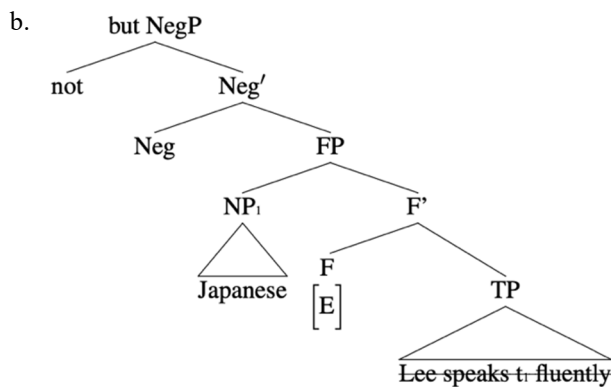 b.
but NegP
not Neg′
Neg FP
NP₁ F’
Japanese F
[E] TP
Lee speaks t₁ fluently